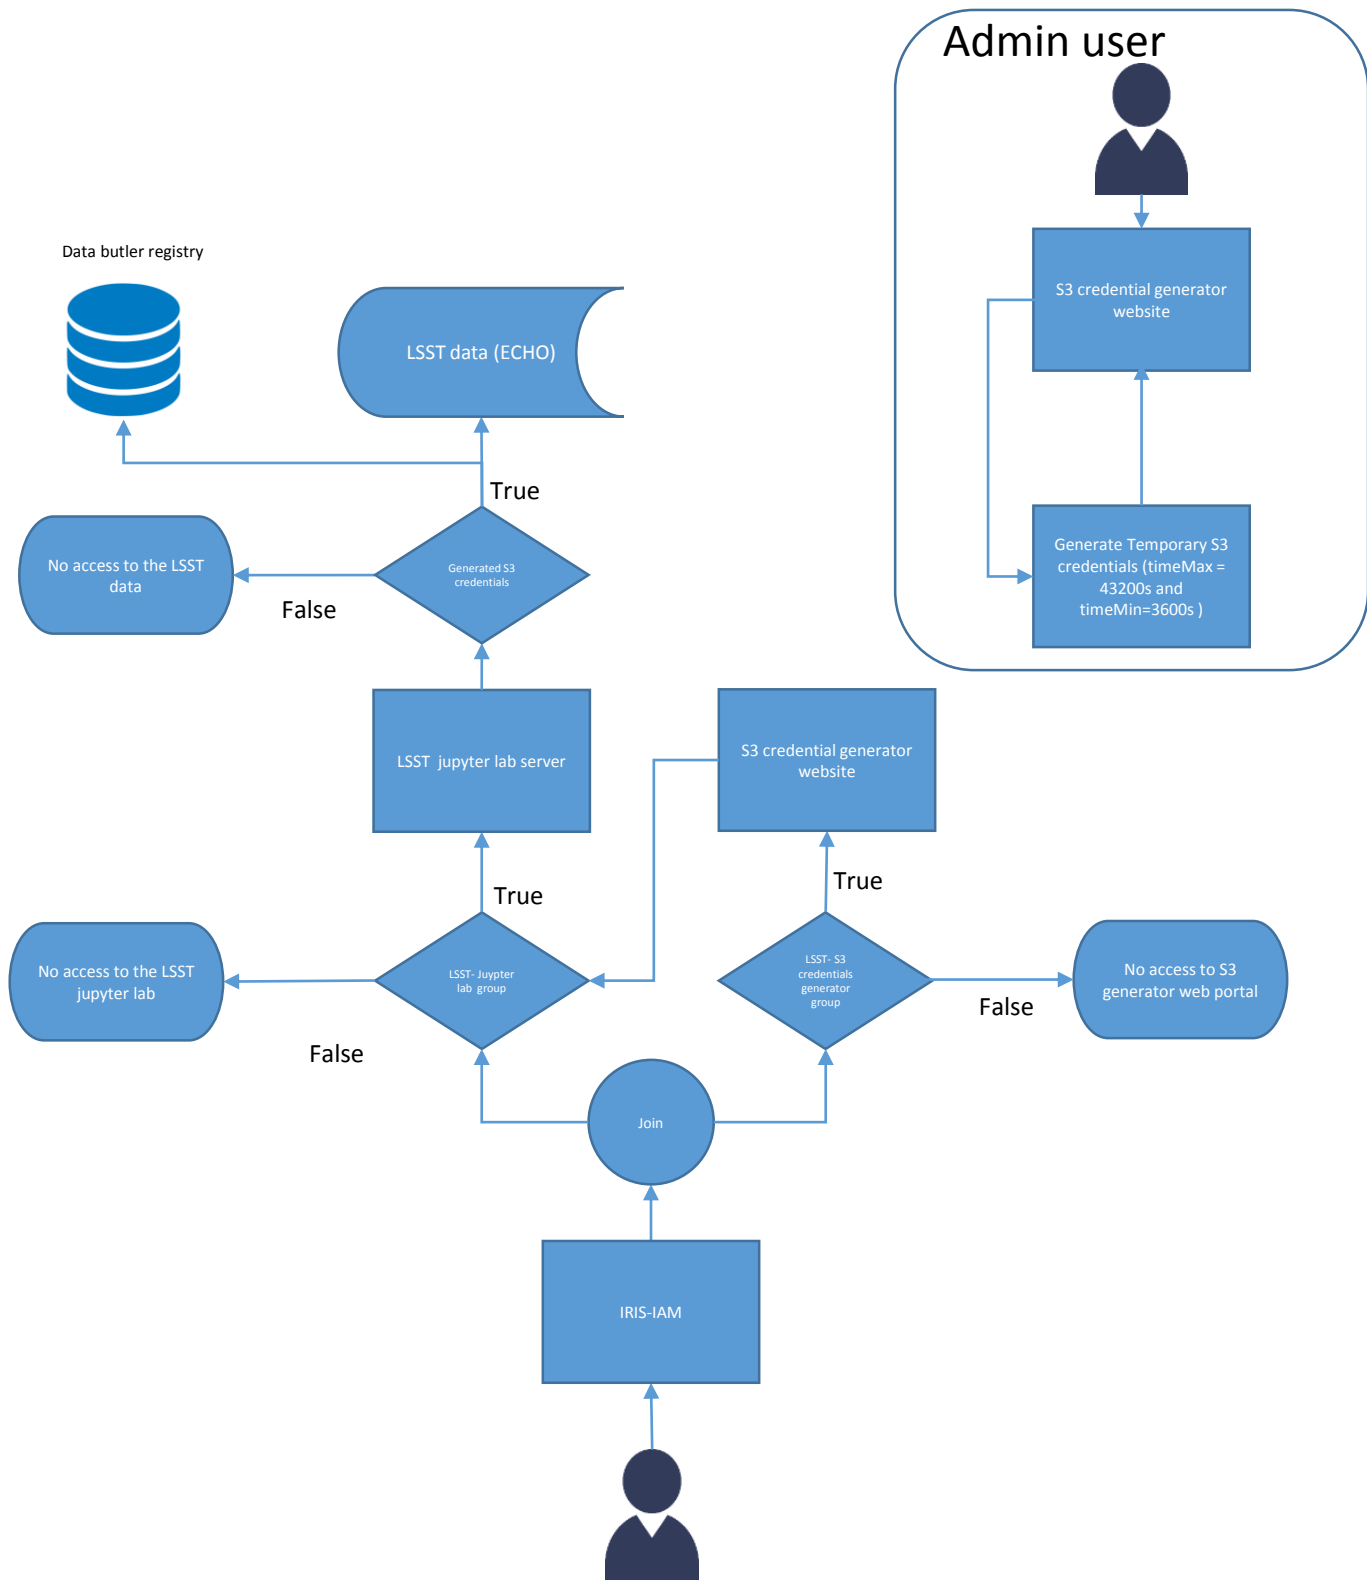 Admin user
S3 credential generator
website
Generate Temporary S3
credentials (timeMax =
43200s and
timeMin=3600s )
Data butler registry
LSST data (ECHO)
True
No access to the LSST
data
False
Generated S3
credentials
LSST  jupyter lab server
S3 credential generator
website
True
True
No access to the LSST
jupyter lab
False
LSST- Juypter
lab  group
LSST- S3
credentials
generator
group
No access to S3
generator web portal
False
Join
IRIS-IAM